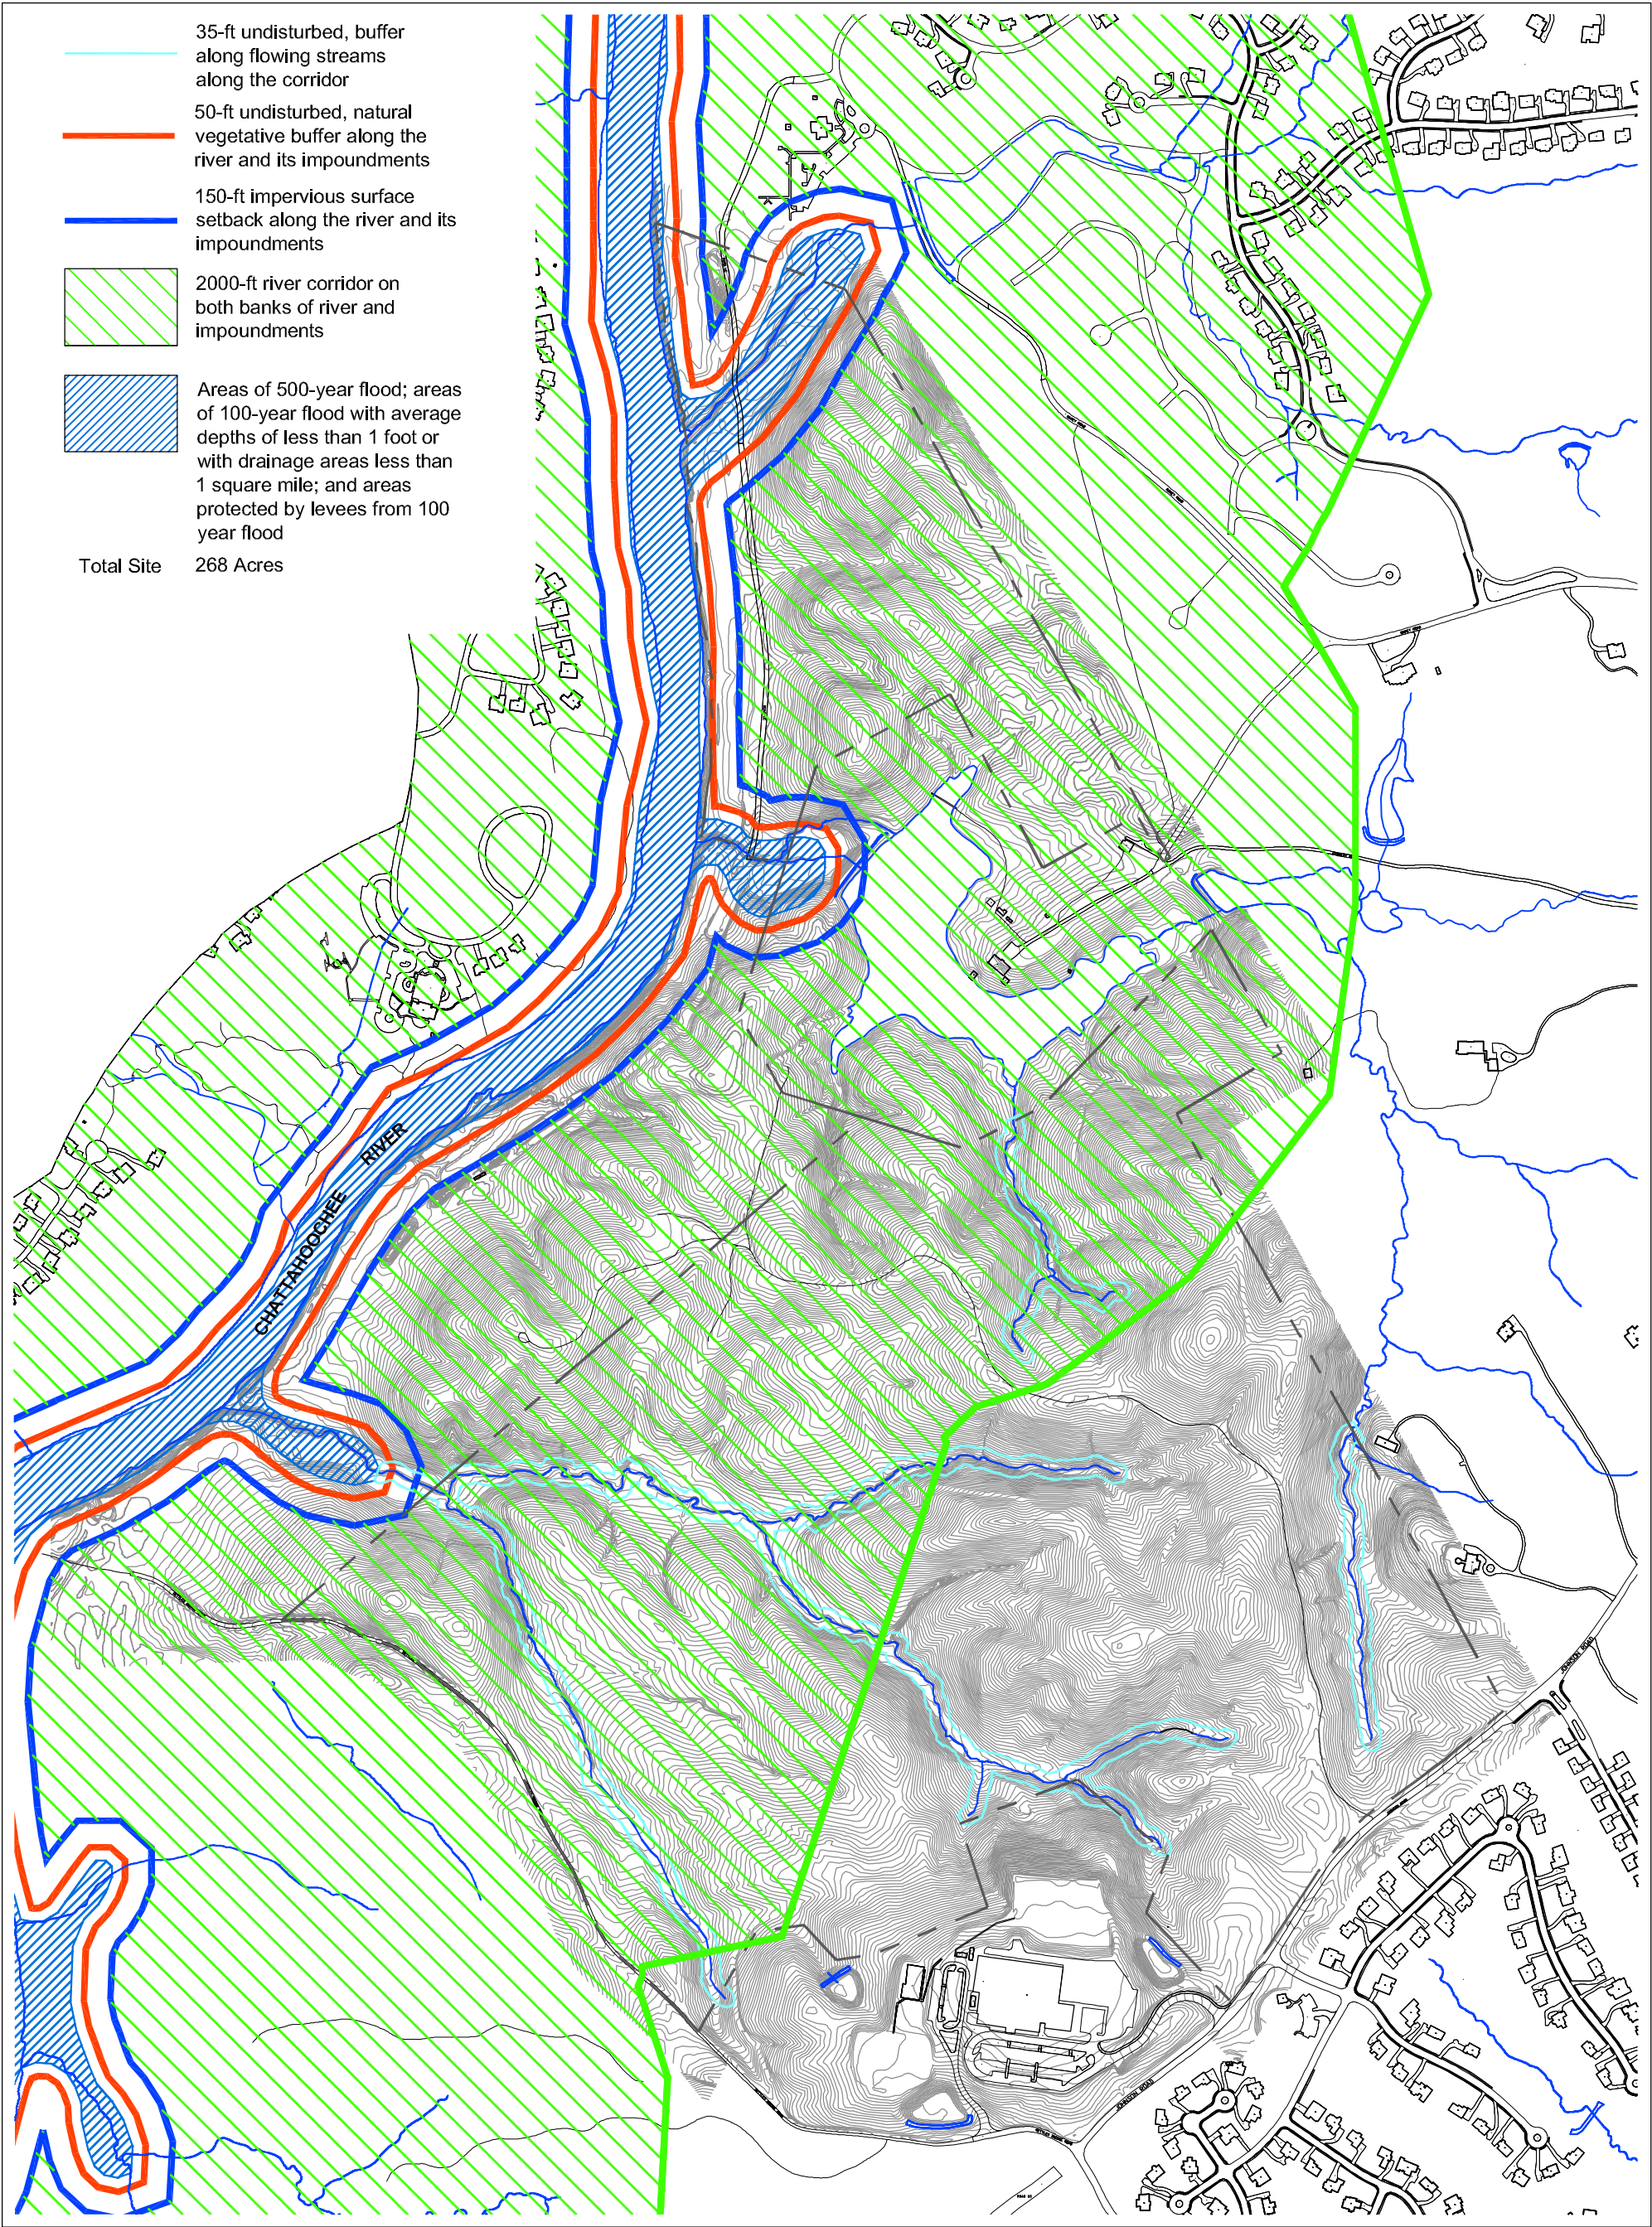 35-ft undisturbed, buffer
along flowing streams
along the corridor
50-ft undisturbed, natural
vegetative buffer along the
river and its impoundments
150-ft impervious surface
setback along the river and its
impoundments
2000-ft river corridor on
both banks of river and
impoundments
Areas of 500-year flood; areas
of 100-year flood with average
depths of less than 1 foot or
with drainage areas less than
1 square mile; and areas
protected by levees from 100
year flood
Total Site 268 Acres
CHATTAHOOCHEE RIVER
JOHNSON ROAD
JOHNSON ROAD